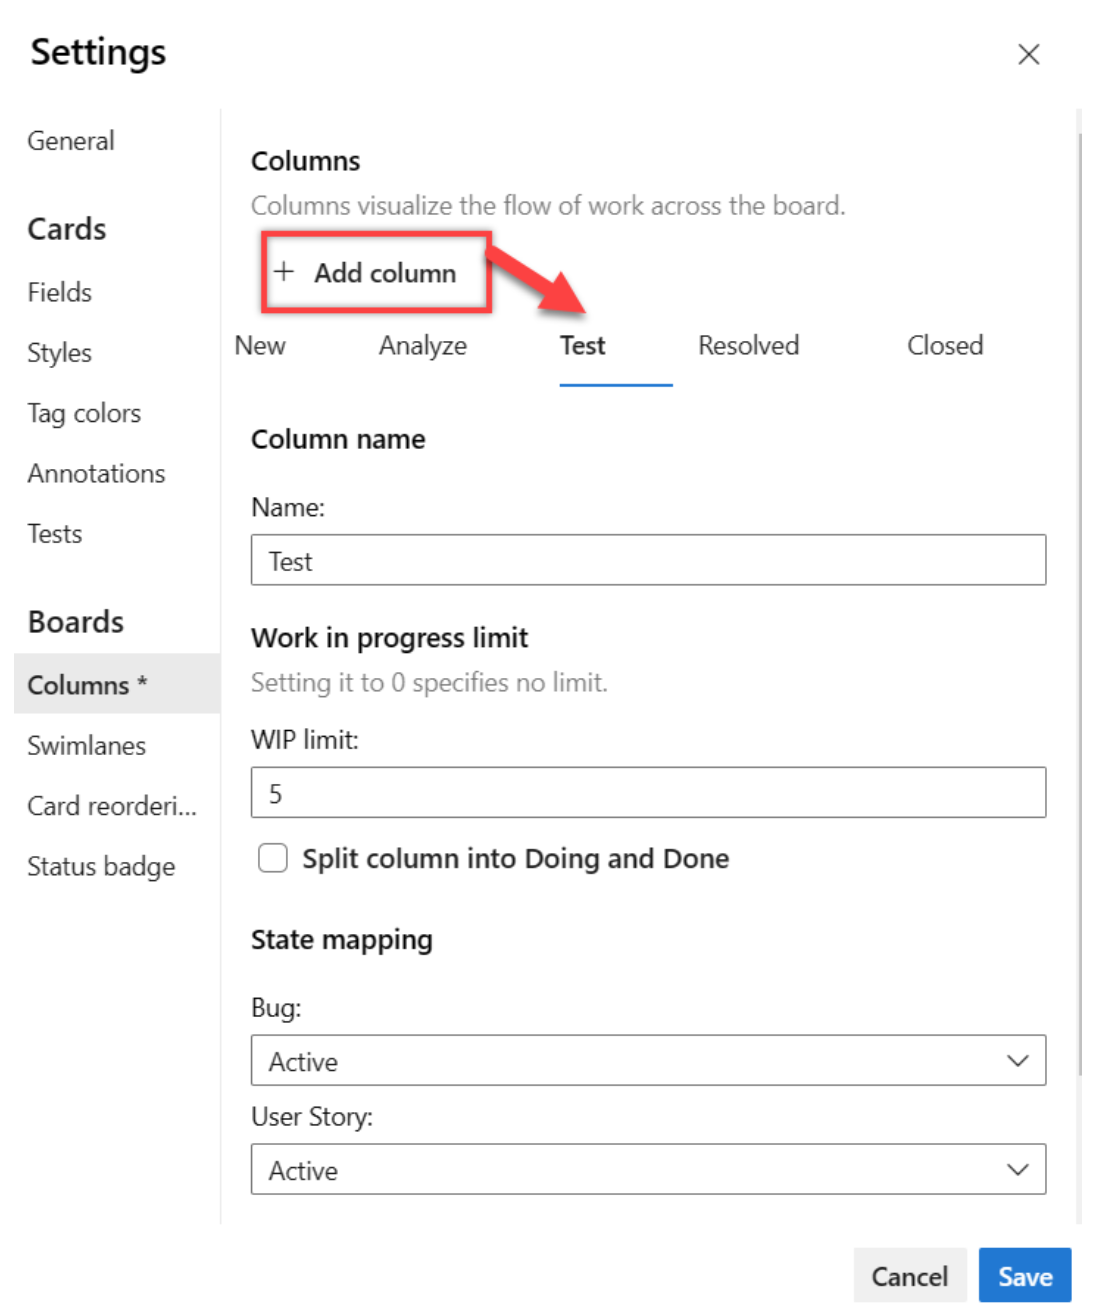 Settings
General
Cards
Fields
Styles
Tag colors
Annotations
Tests
Boards
Columns *
Swimlanes
Card reorderi...
Status badge
Columns
Columns visualize the flow of work across the board.
+ Add column
New Analyze Test Resolved Closed
Column name
Name:
Test
Work in progress limit
Setting it to 0 specifies no limit.
WIP limit:
5
Split column into Doing and Done
State mapping
Bug:
Active
User Story:
Active
Cancel Save